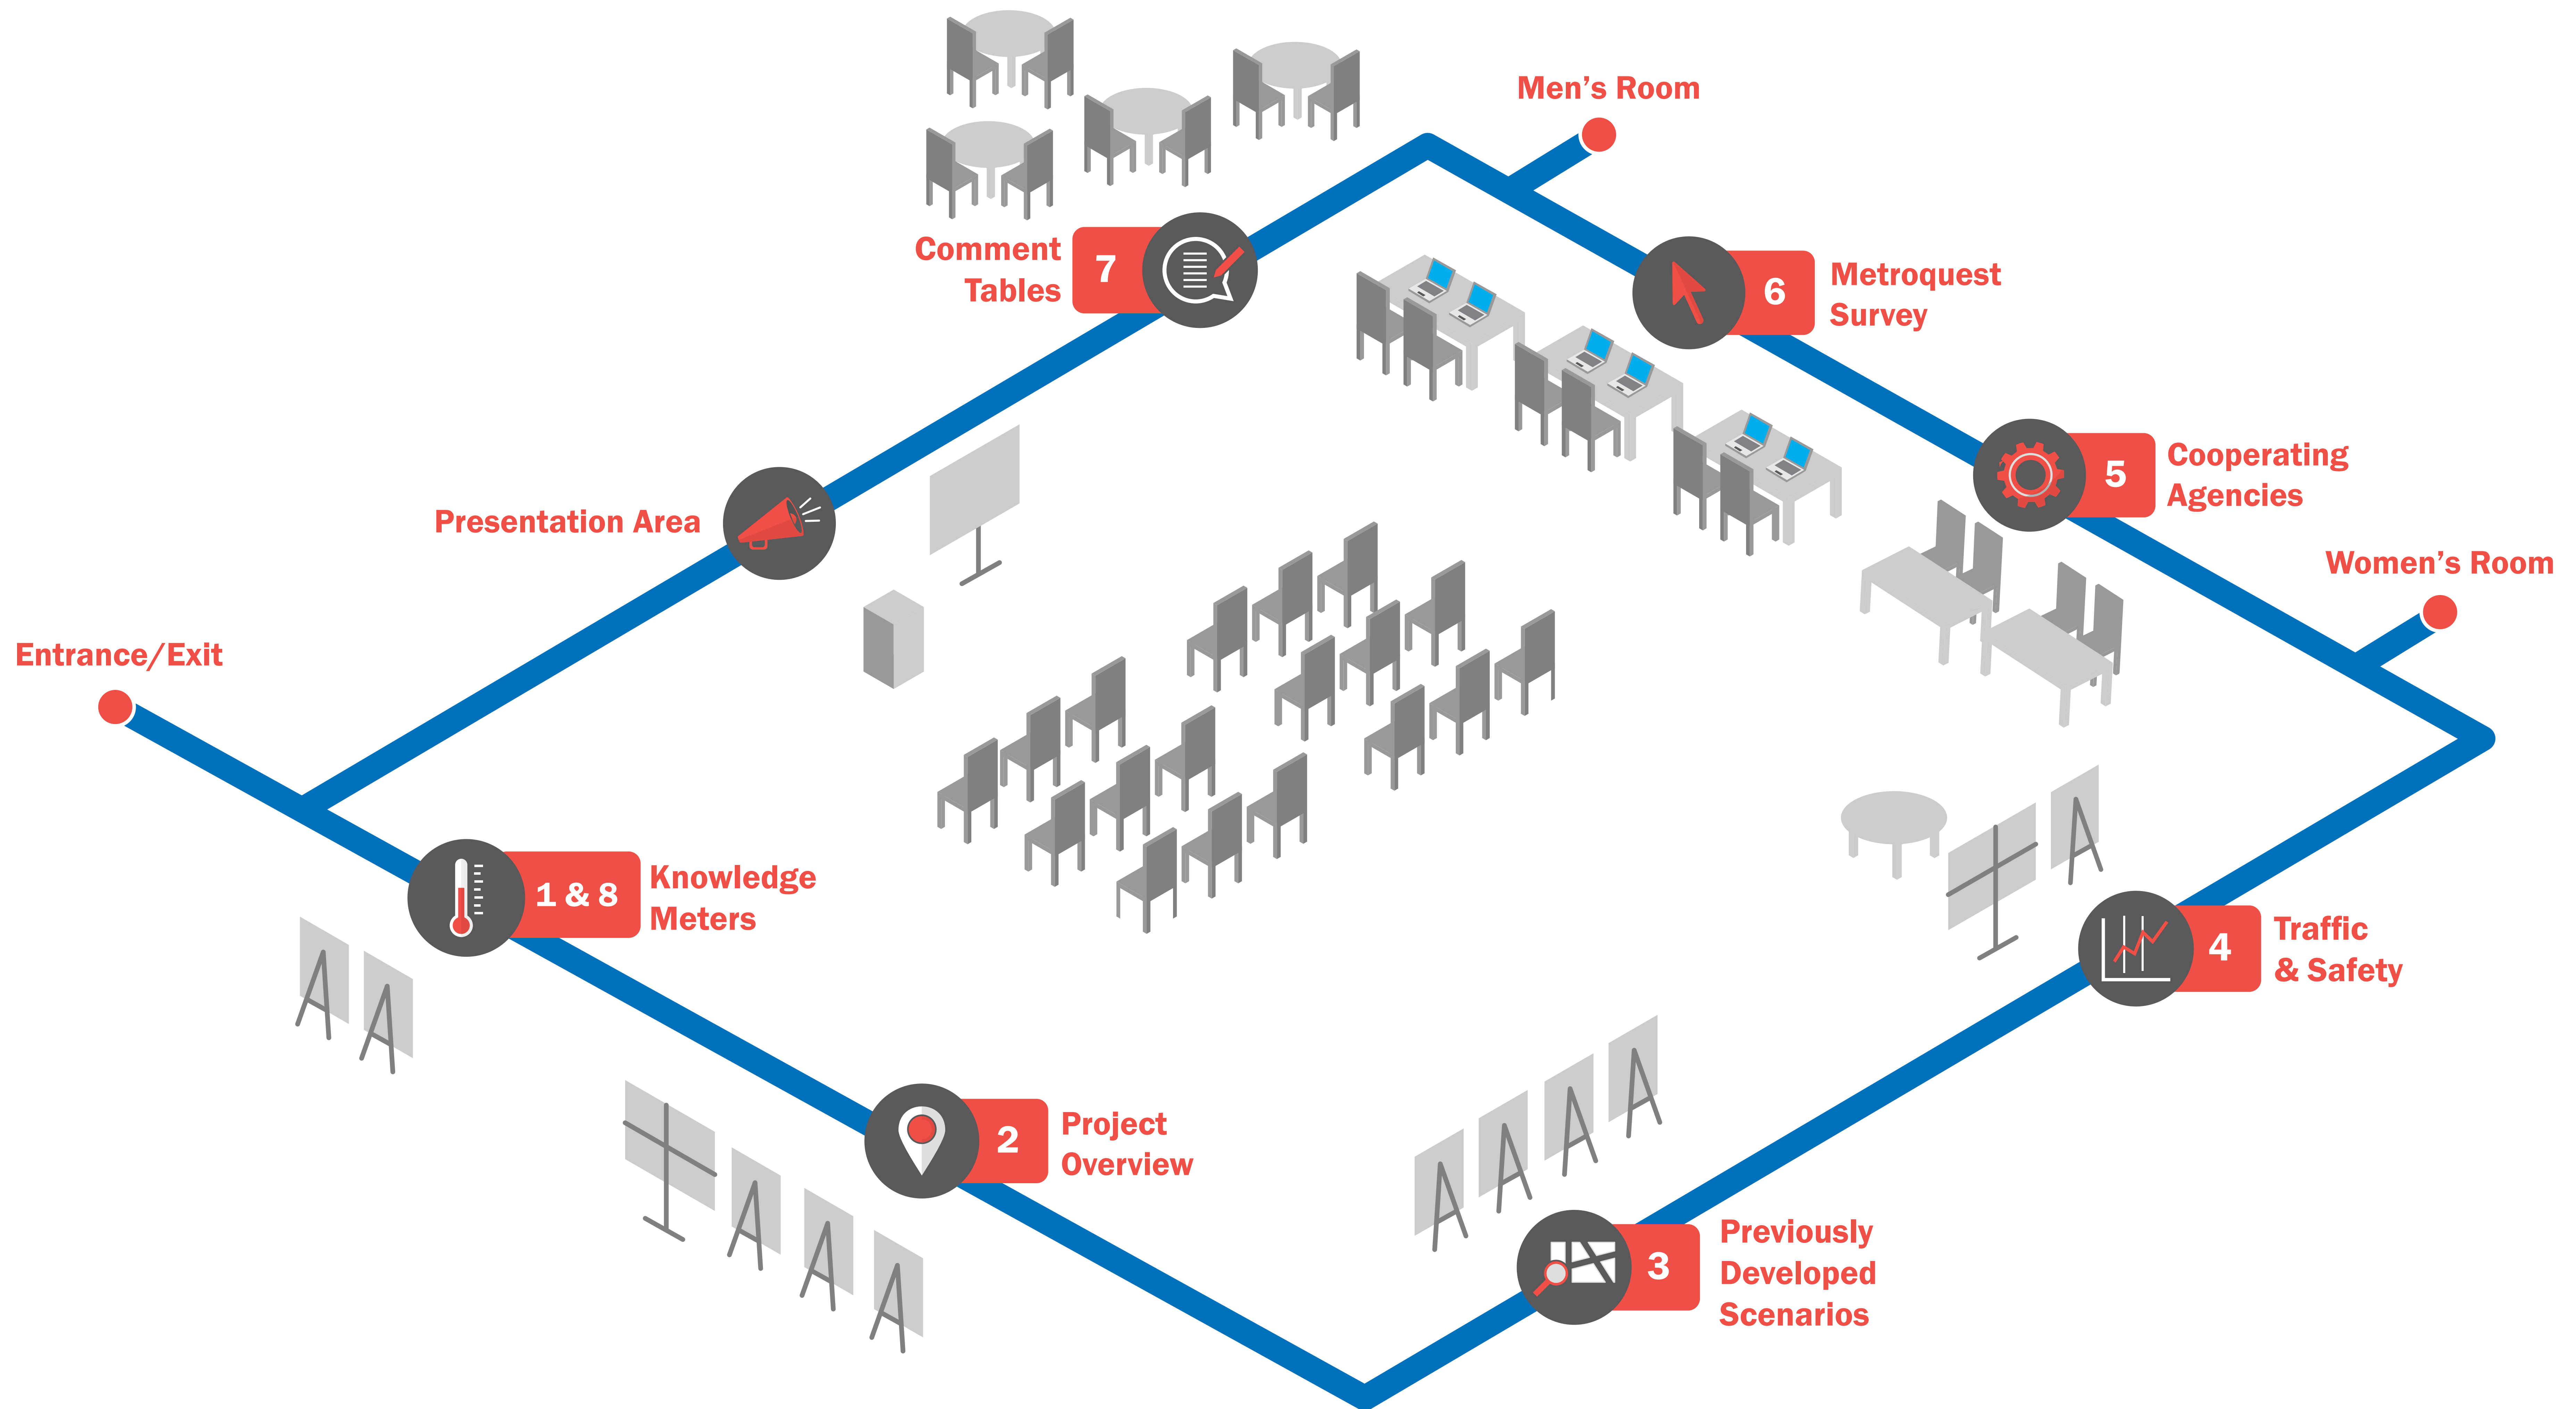 Men’s Room
Comment
Tables
7
6
Metroquest
Survey
5
Cooperating
Agencies
Women’s Room
Presentation Area
Entrance/Exit
1 & 8
Knowledge
Meters
4
Traffic
& Safety
2
Project
Overview
3
Previously
Developed
Scenarios